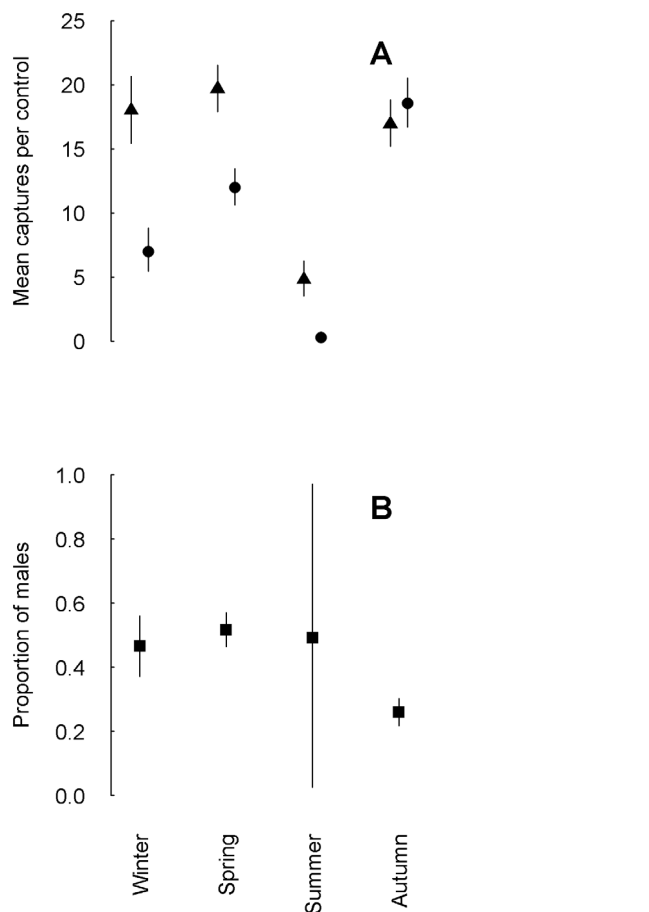 A
Mean captures per control
25
20
15
10
5
0
B
Proportion of males
1.0
0.8
0.6
0.4
0.2
0.0
Winter
Spring
Summer
Autumn